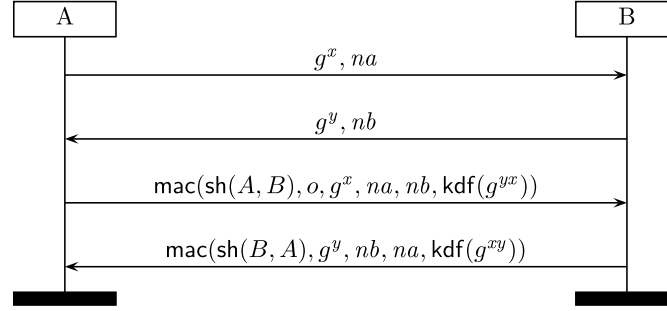 A B
g^x, na
g^y, nb
mac(sh(A, B), o, g^x, na, nb, kdf(g^{yx}))
mac(sh(B, A), g^y, nb, na, kdf(g^{xy}))